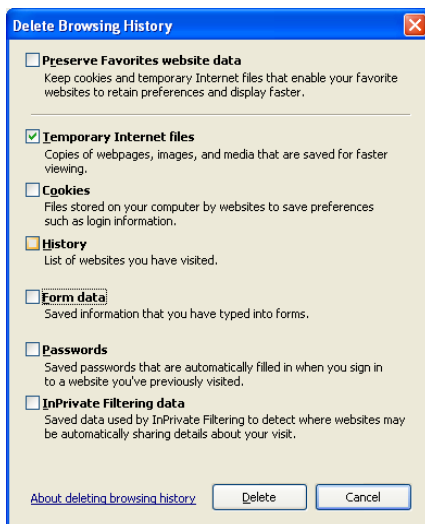 Delete Browsing History
Preserve Favorites website data
Keep cookies and temporary Internet files that enable your favorite
websites to retain preferences and display faster.
Temporary Internet files
Copies of webpages, images, and media that are saved for faster
viewing.
Cookies
Files stored on your computer by websites to save preferences
such as login information.
History
List of websites you have visited.
Form data
Saved information that you have typed into forms.
Passwords
Saved passwords that are automatically filled in when you sign in
to a website you've previously visited.
InPrivate Filtering data
Saved data used by InPrivate Filtering to detect where websites may
be automatically sharing details about your visit.
About deleting browsing history Delete Cancel